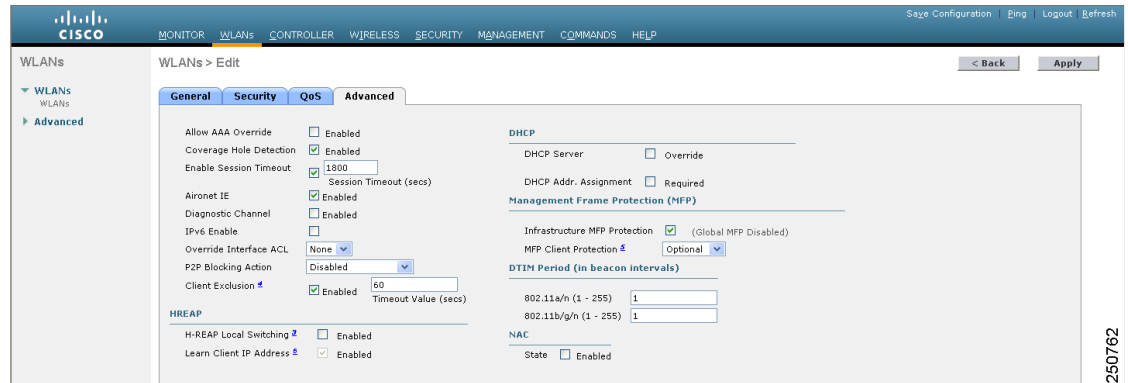 Save Configuration | Ping | Logout | Refresh
CISCO
MONITOR WLANs CONTROLLER WIRELESS SECURITY MANAGEMENT COMMANDS HELP
WLANs
WLANs
WLANs
Advanced
WLANs > Edit
< Back
Apply
General Security QoS Advanced
Allow AAA Override Enabled
Coverage Hole Detection Enabled
Enable Session Timeout 1800
Session Timeout (secs)
Aironet IE Enabled
Diagnostic Channel Enabled
IPv6 Enable
Override Interface ACL None
P2P Blocking Action Disabled
Client Exclusion 4 Enabled 60
Timeout Value (secs)
HREAP
H-REAP Local Switching 2 Enabled
Learn Client IP Address 5 Enabled
DHCP
DHCP Server Override
DHCP Addr. Assignment Required
Management Frame Protection (MFP)
Infrastructure MFP Protection (Global MFP Disabled)
MFP Client Protection 5 Optional
DTIM Period (in beacon intervals)
802.11a/n (1 - 255) 1
802.11b/g/n (1 - 255) 1
NAC
State Enabled
250762